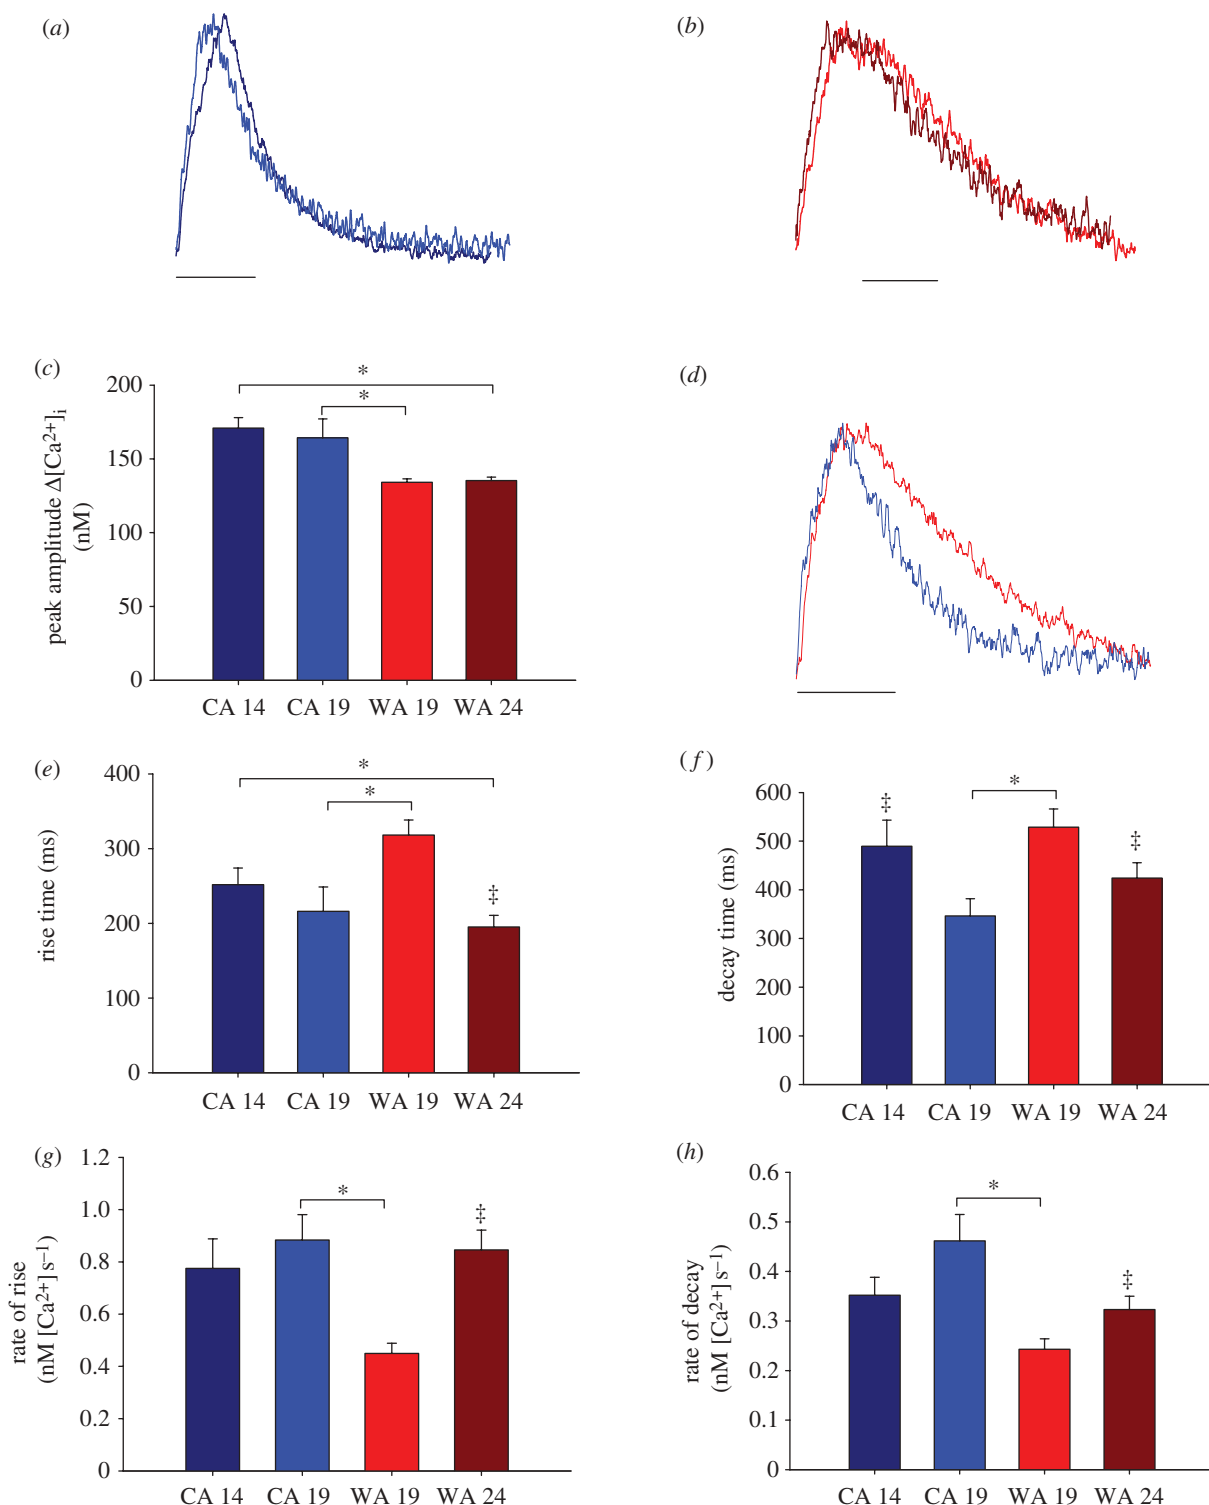 (a)
(b)
(c)
peak amplitude Δ[Ca²⁺]ᵢ
(nM)
200
150
100
50
0
*
*
CA 14 CA 19 WA 19 WA 24
(d)
(e)
rise time (ms)
400
300
200
100
0
*
*
‡
CA 14 CA 19 WA 19 WA 24
(f)
decay time (ms)
600
500
400
300
200
100
0
‡
*
‡
CA 14 CA 19 WA 19 WA 24
(g)
rate of rise
(nM [Ca²⁺] s⁻¹)
1.2
1.0
0.8
0.6
0.4
0.2
0
*
‡
CA 14 CA 19 WA 19 WA 24
(h)
rate of decay
(nM [Ca²⁺] s⁻¹)
0.6
0.5
0.4
0.3
0.2
0.1
0
*
‡
CA 14 CA 19 WA 19 WA 24